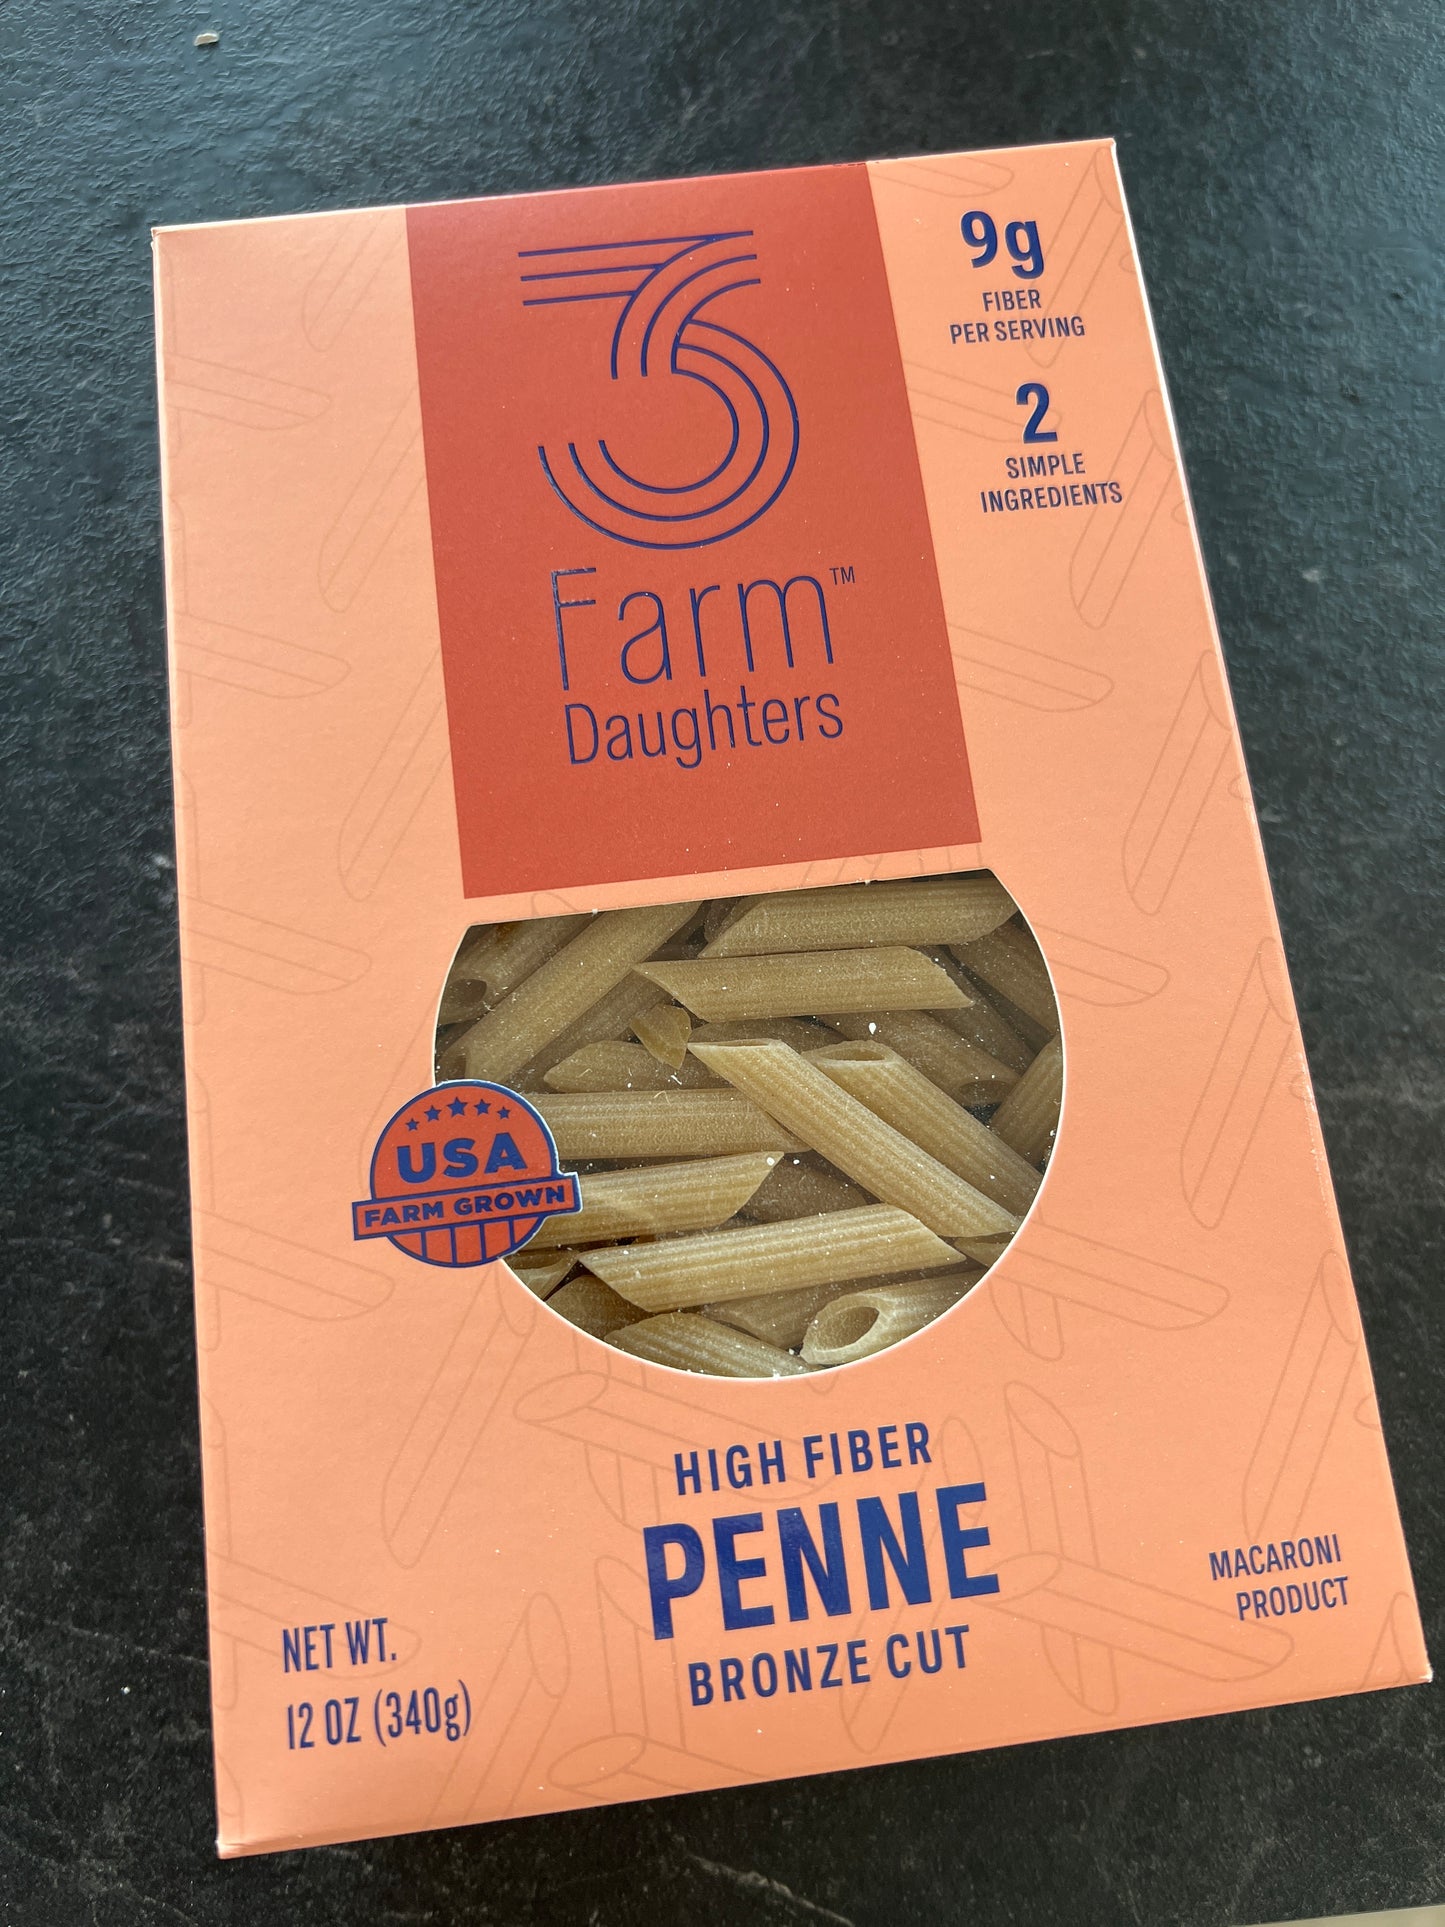 3
Farm™
Daughters
9g
FIBER
PER SERVING
2
SIMPLE
INGREDIENTS
USA
FARM GROWN
HIGH FIBER
PENNE
BRONZE CUT
NET WT.
12 OZ (340g)
MACARONI
PRODUCT